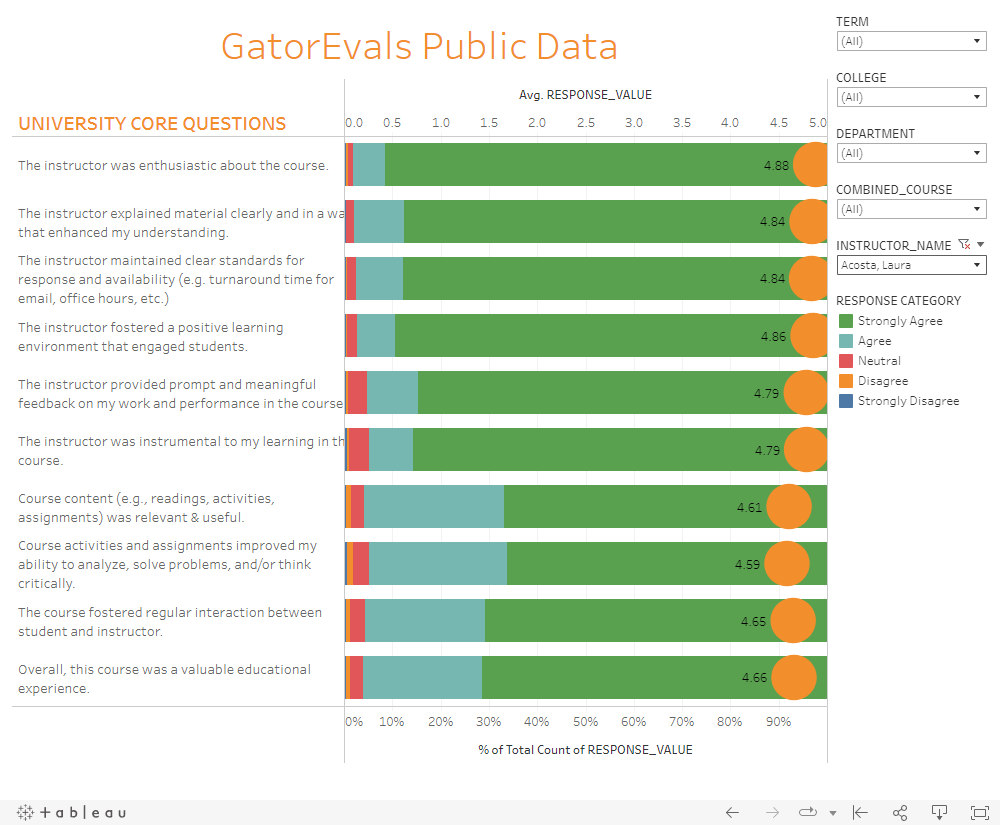 GatorEvals Public Data
TERM
(All)
COLLEGE
(All)
DEPARTMENT
(All)
COMBINED_COURSE
(All)
INSTRUCTOR_NAME
Acosta, Laura
RESPONSE CATEGORY
Strongly Agree
Agree
Neutral
Disagree
Strongly Disagree
Avg. RESPONSE_VALUE
UNIVERSITY CORE QUESTIONS
0.0 0.5 1.0 1.5 2.0 2.5 3.0 3.5 4.0 4.5 5.0
The instructor was enthusiastic about the course.
4.88
The instructor explained material clearly and in a wa
that enhanced my understanding.
4.84
The instructor maintained clear standards for
response and availability (e.g. turnaround time for
email, office hours, etc.)
4.84
The instructor fostered a positive learning
environment that engaged students.
4.86
The instructor provided prompt and meaningful
feedback on my work and performance in the course
4.79
The instructor was instrumental to my learning in th
course.
4.79
Course content (e.g., readings, activities,
assignments) was relevant & useful.
4.61
Course activities and assignments improved my
ability to analyze, solve problems, and/or think
critically.
4.59
The course fostered regular interaction between
student and instructor.
4.65
Overall, this course was a valuable educational
experience.
4.66
0% 10% 20% 30% 40% 50% 60% 70% 80% 90%
% of Total Count of RESPONSE_VALUE
+ a b | e a u